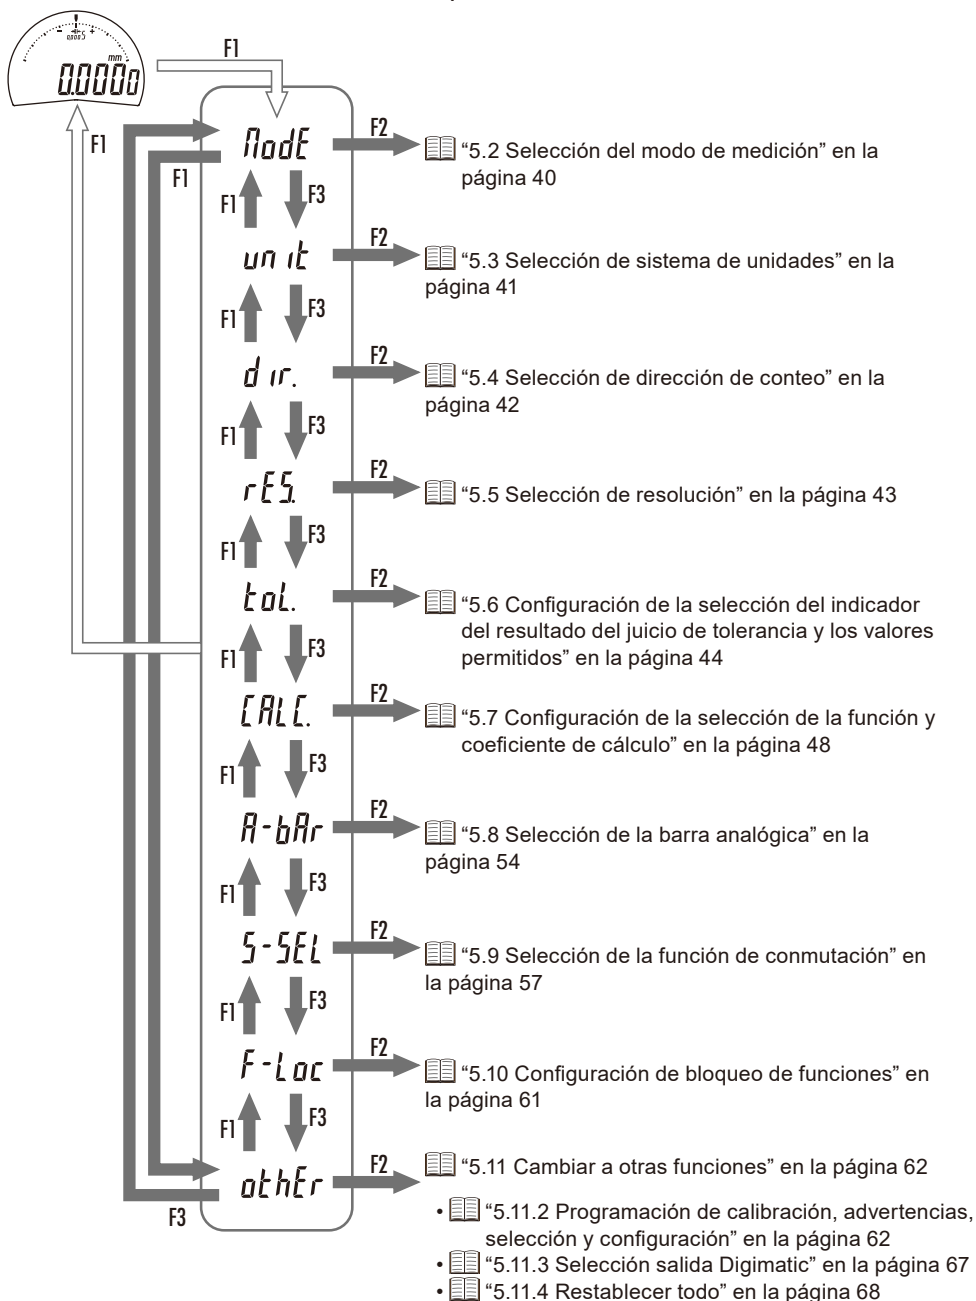 - +
0.000 S
mm
0.0000
F1
F1
ModE
F2
"5.2 Selección del modo de medición" en la
página 40
F1
F1
F3
unit
F2
"5.3 Selección de sistema de unidades" en la
página 41
F1
F3
dir.
F2
"5.4 Selección de dirección de conteo" en la
página 42
F1
F3
rES.
F2
"5.5 Selección de resolución" en la página 43
F1
F3
toL.
F2
"5.6 Configuración de la selección del indicador
del resultado del juicio de tolerancia y los valores
permitidos" en la página 44
F1
F3
CALC.
F2
"5.7 Configuración de la selección de la función y
coeficiente de cálculo" en la página 48
F1
F3
A-bAr
F2
"5.8 Selección de la barra analógica" en la
página 54
F1
F3
S-SEL
F2
"5.9 Selección de la función de conmutación" en
la página 57
F1
F3
F-Loc
F2
"5.10 Configuración de bloqueo de funciones" en
la página 61
F1
F3
othEr
F2
"5.11 Cambiar a otras funciones" en la página 62
F3
• "5.11.2 Programación de calibración, advertencias,
selección y configuración" en la página 62
• "5.11.3 Selección salida Digimatic" en la página 67
• "5.11.4 Restablecer todo" en la página 68